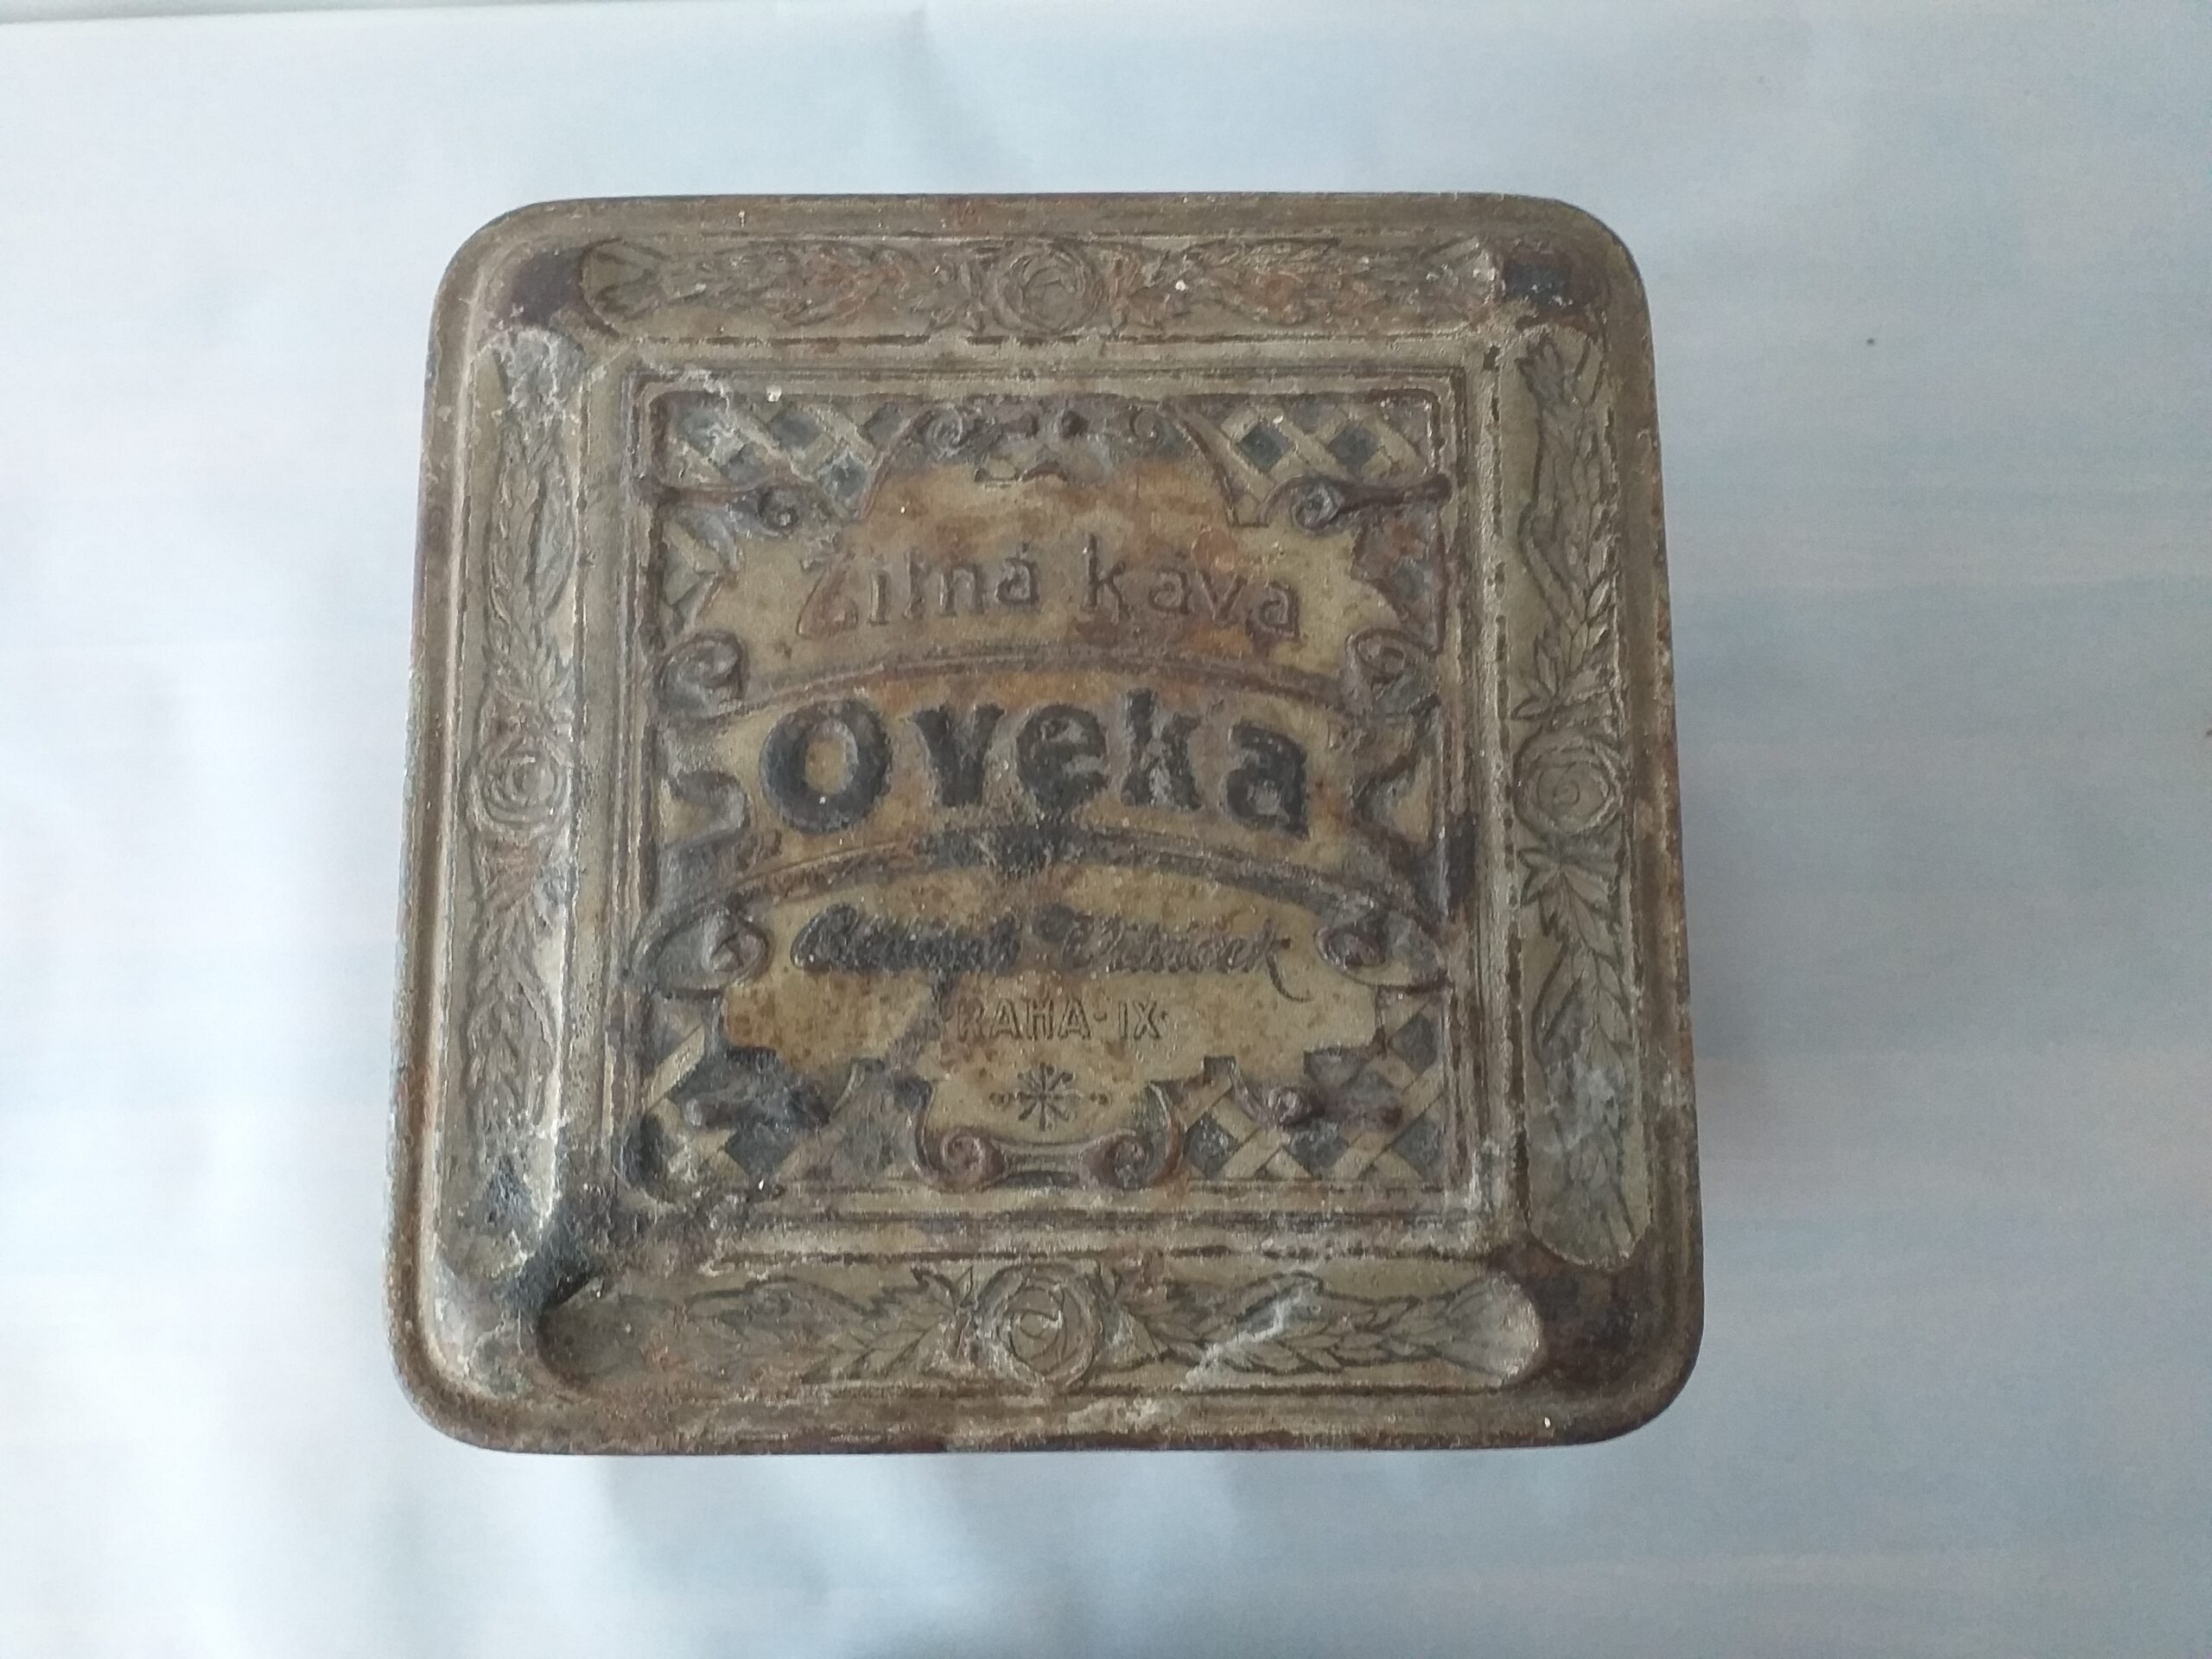 Žitná káva
Oveka
RAHA·IX·